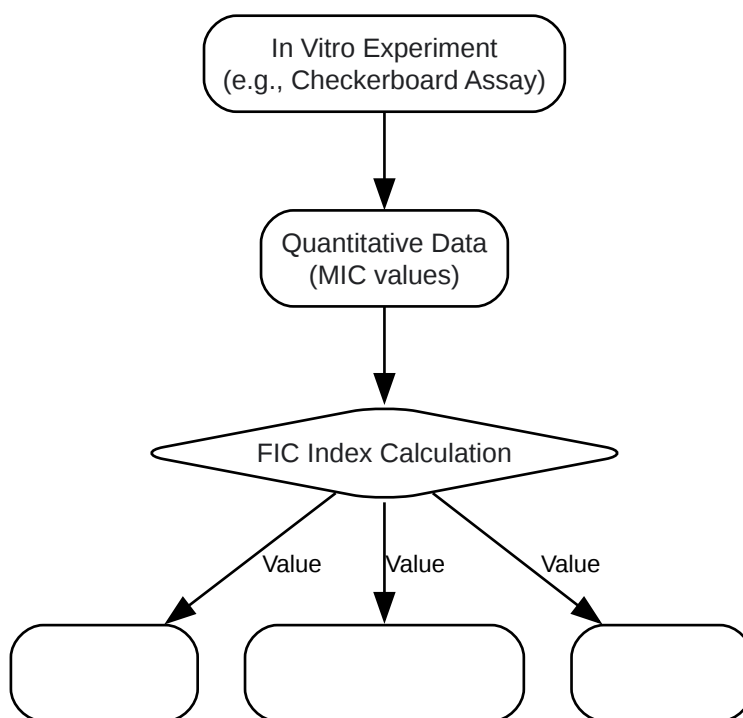 In Vitro Experiment
(e.g., Checkerboard Assay)
Quantitative Data
(MIC values)
FIC Index Calculation
Value
Value
Value